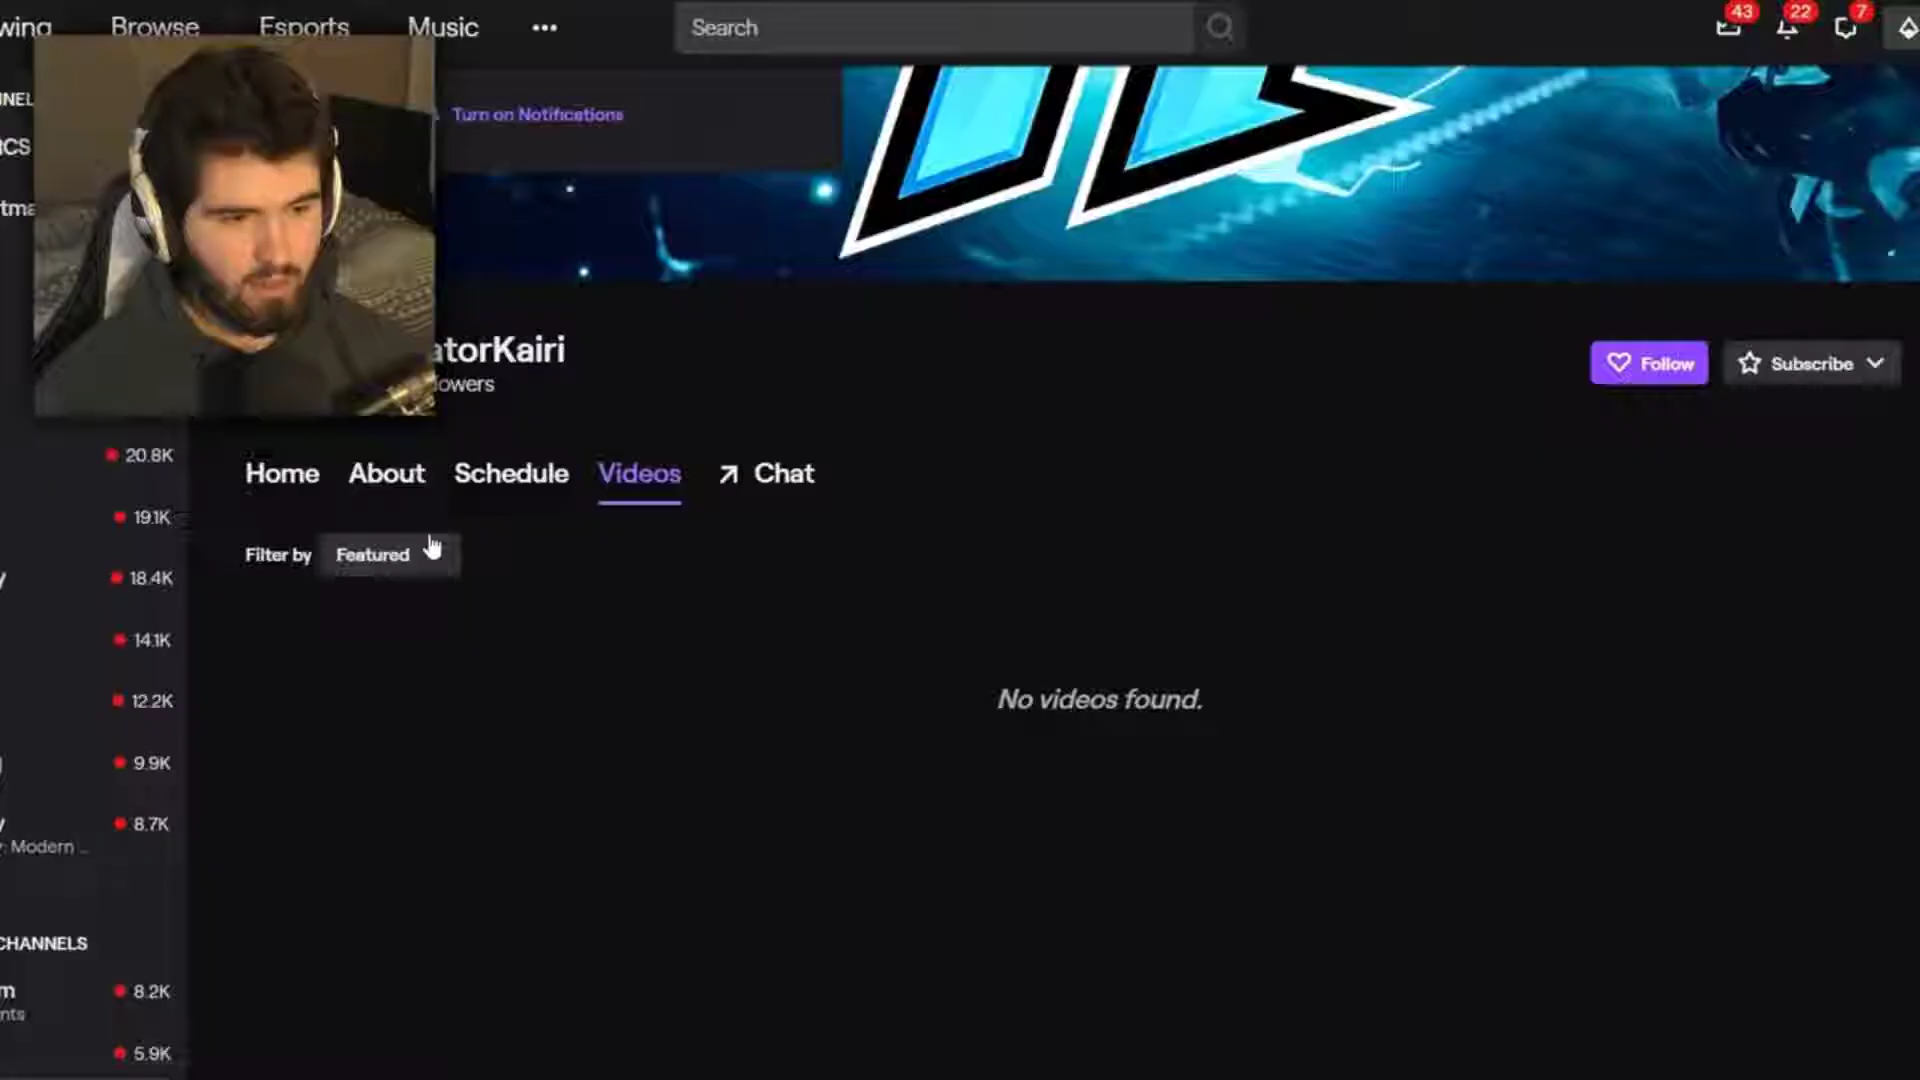 wing Browse Esports Music ••• Search 43 22 7
NNEL
Turn on Notifications
ICS
tma
atorKairi
lowers
Follow Subscribe
20.8K
Home About Schedule Videos Chat
19.1K
Filter by Featured
y 18.4K
14.1K
No videos found.
12.2K
9.9K
y 8.7K
: Modern ...
CHANNELS
m 8.2K
nts
5.9K